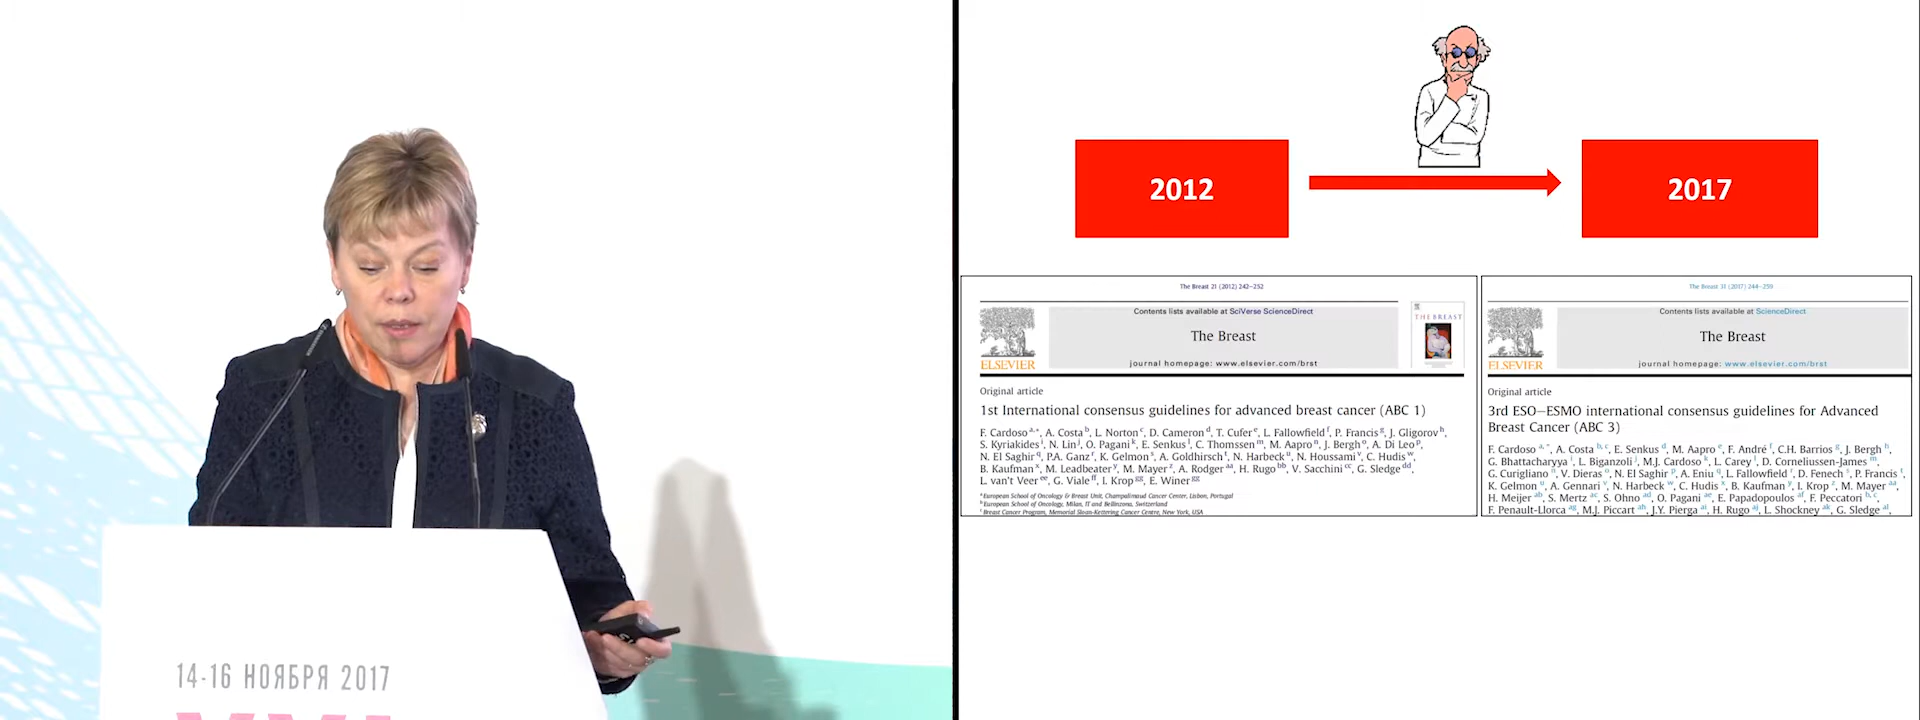 14-16 НОЯБРЯ 2017
2012
2017
The Breast 21 (2012) 242–252
Contents lists available at SciVerse ScienceDirect
The Breast
journal homepage: www.elsevier.com/brst
ELSEVIER
THE BREAST
Original article
1st International consensus guidelines for advanced breast cancer (ABC 1)
F. Cardoso a,*, A. Costa b, L. Norton c, D. Cameron d, T. Cufer e, L. Fallowfield f, P. Francis g, J. Gligorov h,
S. Kyriakides i, N. Lin j, O. Pagani k, E. Senkus l, C. Thomssen m, M. Aapro n, J. Bergh o, A. Di Leo p,
N. El Saghir q, P.A. Ganz r, K. Gelmon s, A. Goldhirsch t, N. Harbeck u, N. Houssami v, C. Hudis w,
B. Kaufman x, M. Leadbeater y, M. Mayer z, A. Rodger aa, H. Rugo bb, V. Sacchini cc, G. Sledge dd,
L. van't Veer ee, G. Viale ff, I. Krop gg, E. Winer gg
a European School of Oncology & Breast Unit, Champalimaud Cancer Center, Lisbon, Portugal
b European School of Oncology, Milan, IT and Bellinzona, Switzerland
c Breast Cancer Program, Memorial Sloan-Kettering Cancer Centre, New York, USA
The Breast 31 (2017) 244–259
Contents lists available at ScienceDirect
The Breast
journal homepage: www.elsevier.com/brst
ELSEVIER
Original article
3rd ESO–ESMO international consensus guidelines for Advanced
Breast Cancer (ABC 3)
F. Cardoso a,*, A. Costa b,c, E. Senkus d, M. Aapro e, F. André f, C.H. Barrios g, J. Bergh h,
G. Bhattacharyya i, L. Biganzoli j, M.J. Cardoso k, L. Carey l, D. Corneliussen-James m,
G. Curigliano n, V. Dieras o, N. El Saghir p, A. Eniu q, L. Fallowfield r, D. Fenech s, P. Francis t,
K. Gelmon u, A. Gennari v, N. Harbeck w, C. Hudis x, B. Kaufman y, I. Krop z, M. Mayer aa,
H. Meijer ab, S. Mertz ac, S. Ohno ad, O. Pagani ae, E. Papadopoulos af, F. Peccatori b,c,
F. Penault-Llorca ag, M.J. Piccart ah, J.Y. Pierga ai, H. Rugo aj, L. Shockney ak, G. Sledge al,